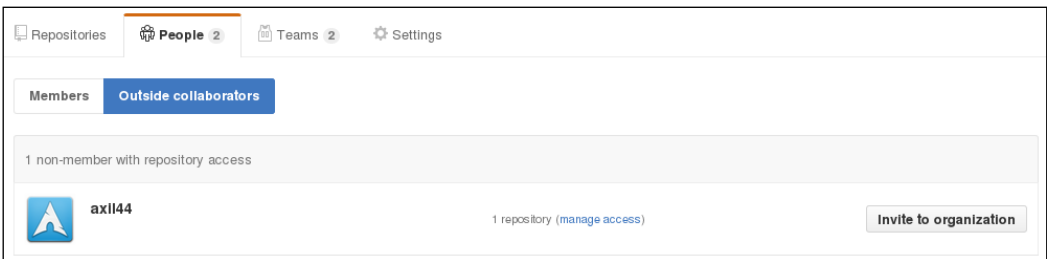 Repositories People 2 Teams 2 Settings
Members Outside collaborators
1 non-member with repository access
axil44
1 repository (manage access) Invite to organization